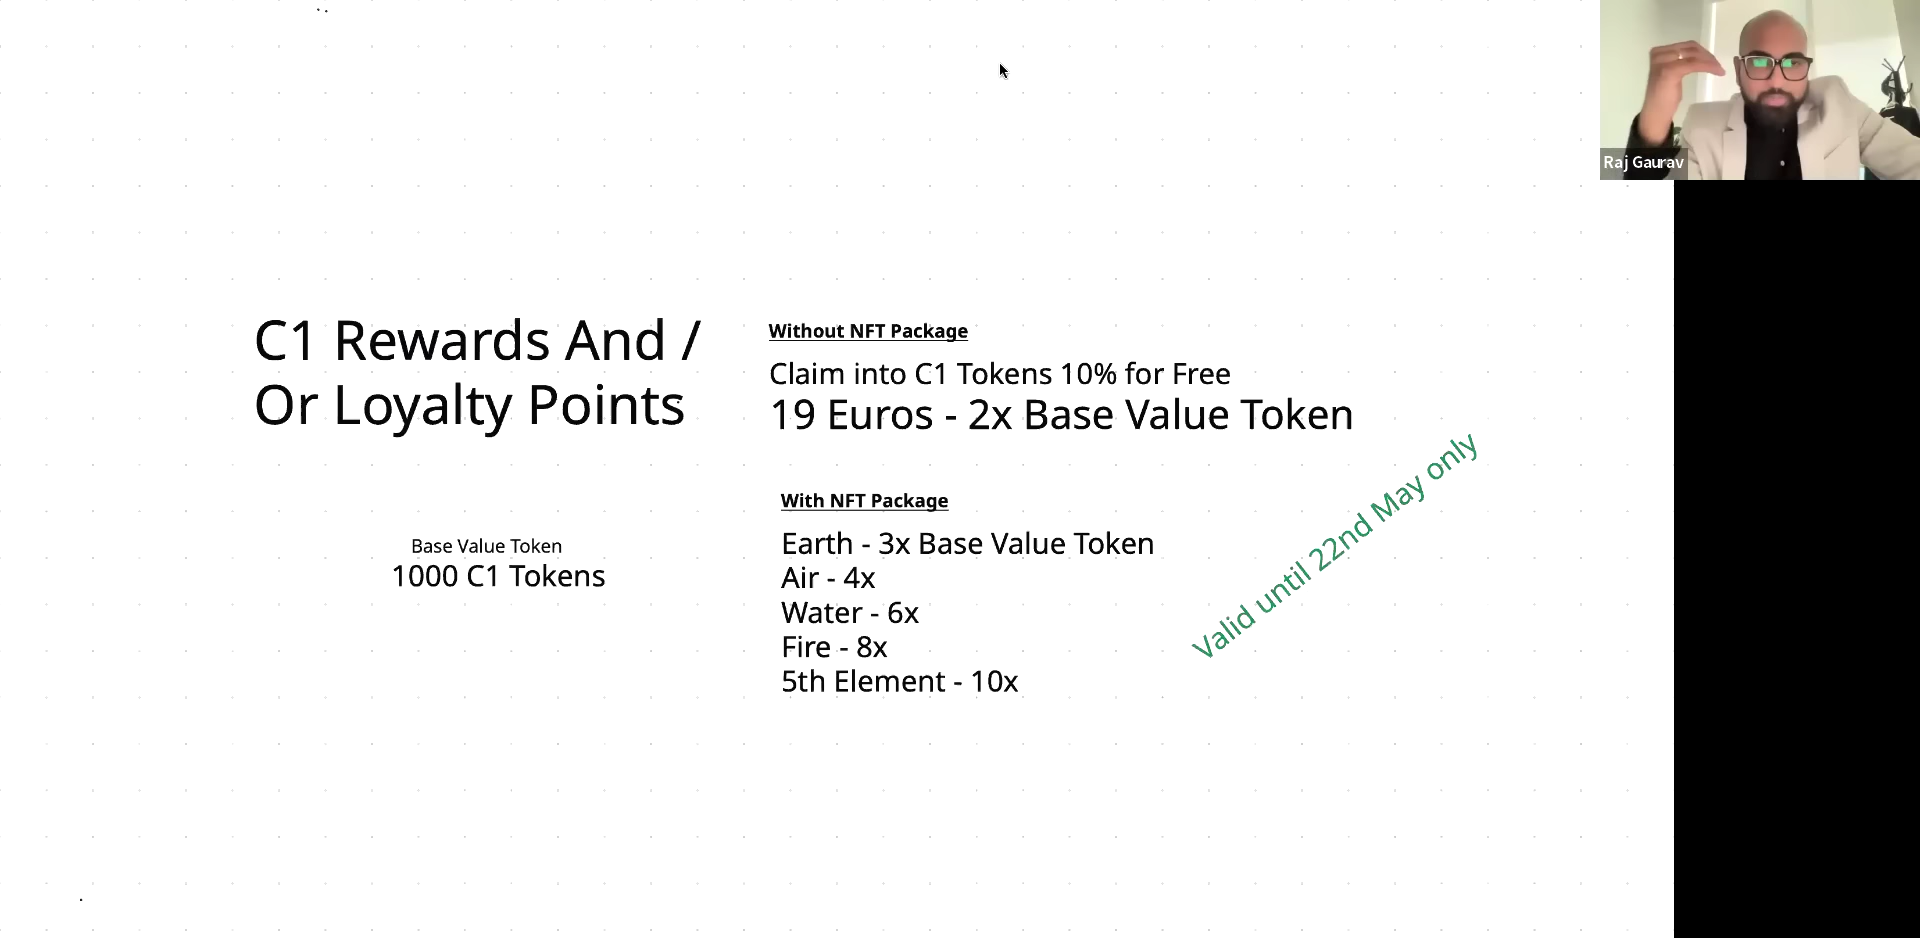 C1 Rewards And /
Or Loyalty Points
Base Value Token
1000 C1 Tokens
Without NFT Package
Claim into C1 Tokens 10% for Free
19 Euros - 2x Base Value Token
With NFT Package
Earth - 3x Base Value Token
Air - 4x
Water - 6x
Fire - 8x
5th Element - 10x
Valid until 22nd May only
Raj Gaurav